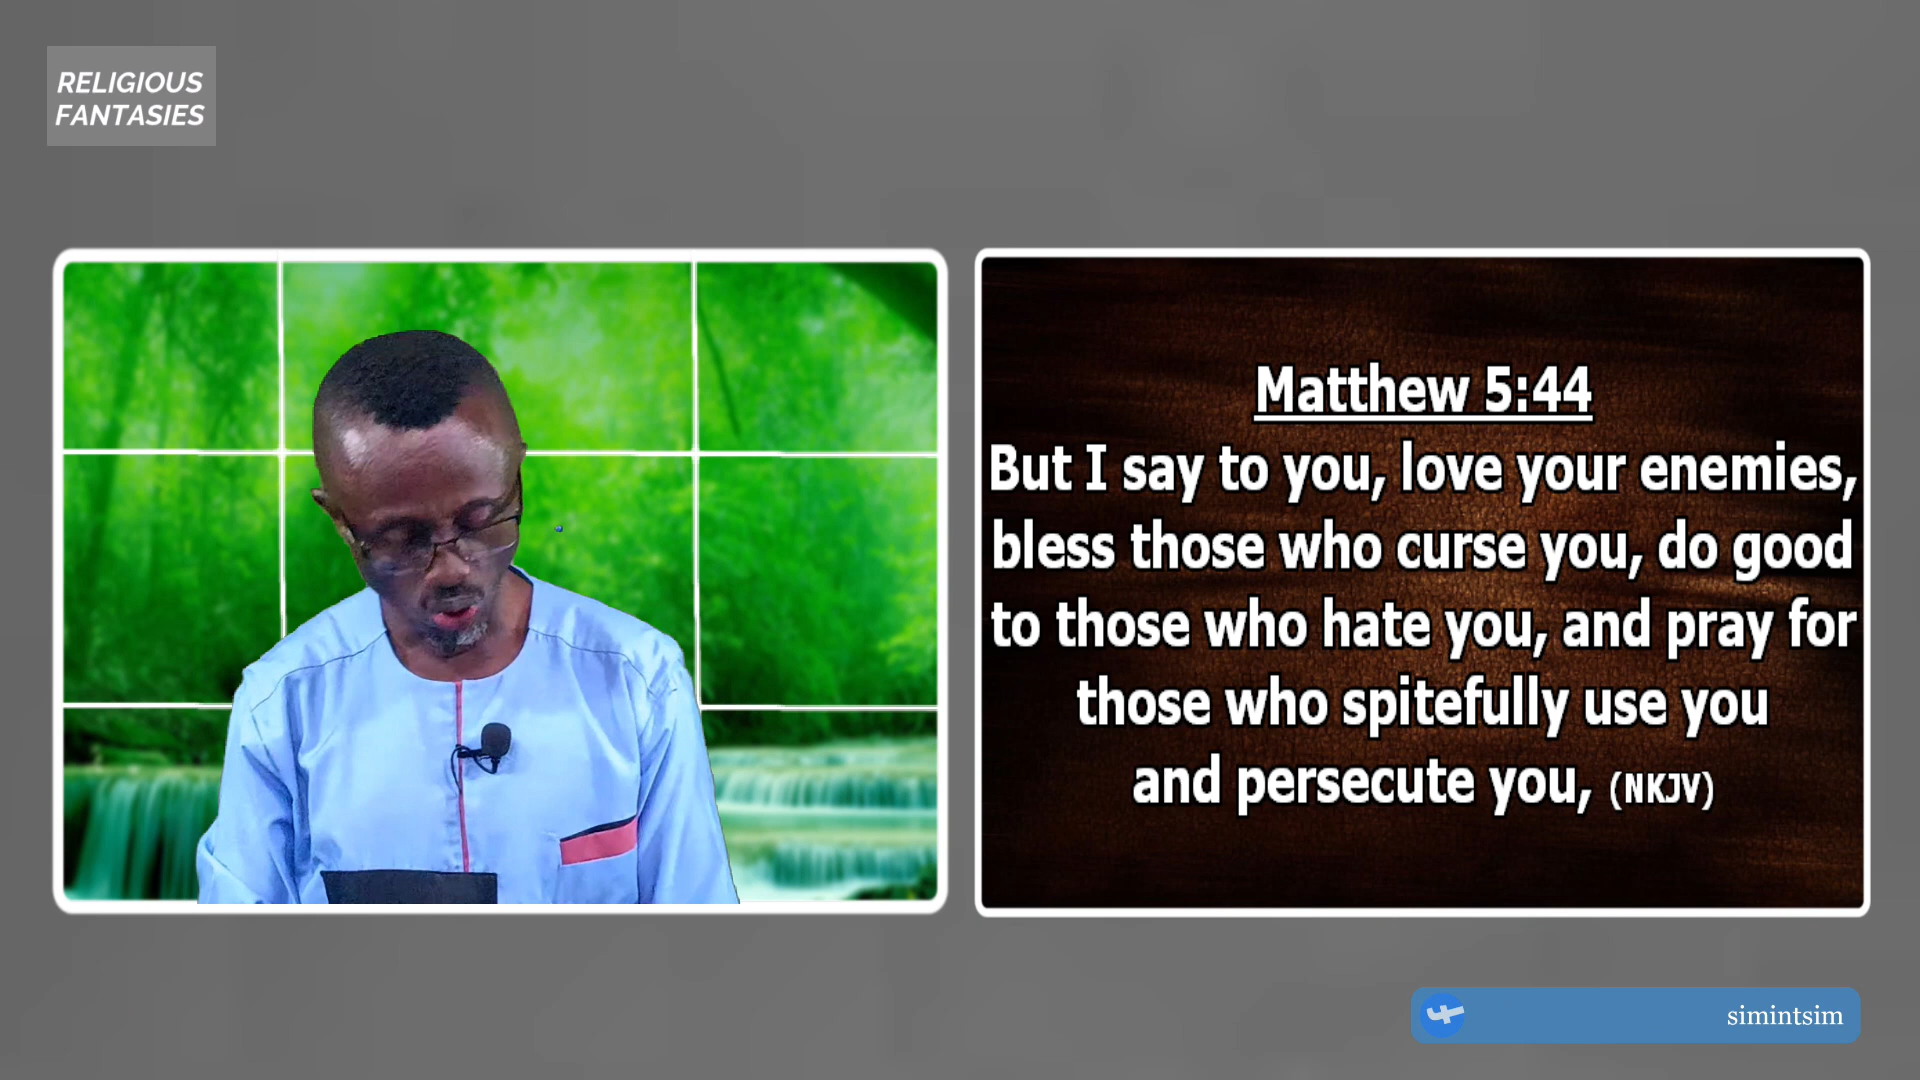 RELIGIOUS
FANTASIES
Matthew 5:44
But I say to you, love your enemies,
bless those who curse you, do good
to those who hate you, and pray for
those who spitefully use you
and persecute you, (NKJV)
simintsim